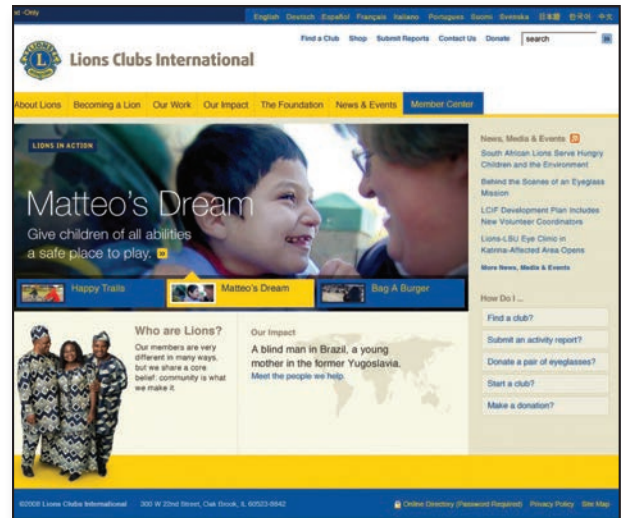 xt -Only
English Deutsch Español Français Italiano Portugues Suomi Svenska 日本語 한국어 中文
Find a Club Shop Submit Reports Contact Us Donate search
LIONS
L
INTERNATIONAL
Lions Clubs International
About Lions Becoming a Lion Our Work Our Impact The Foundation News & Events Member Center
LIONS IN ACTION
Matteo's Dream
Give children of all abilities
a safe place to play.
Happy Trails Matteo's Dream Bag A Burger
News, Media & Events
South African Lions Serve Hungry
Children and the Environment
Behind the Scenes of an Eyeglass
Mission
LCIF Development Plan Includes
New Volunteer Coordinators
Lions-LSU Eye Clinic in
Katrina-Affected Area Opens
More News, Media & Events
How Do I ...
Find a club?
Submit an activity report?
Donate a pair of eyeglasses?
Start a club?
Make a donation?
Who are Lions?
Our members are very
different in many ways,
but we share a core
belief: community is what
we make it.
Our Impact
A blind man in Brazil, a young
mother in the former Yugoslavia.
Meet the people we help.
©2008 Lions Clubs International 300 W 22nd Street, Oak Brook, IL 60523-8842 Online Directory (Password Required) Privacy Policy Site Map